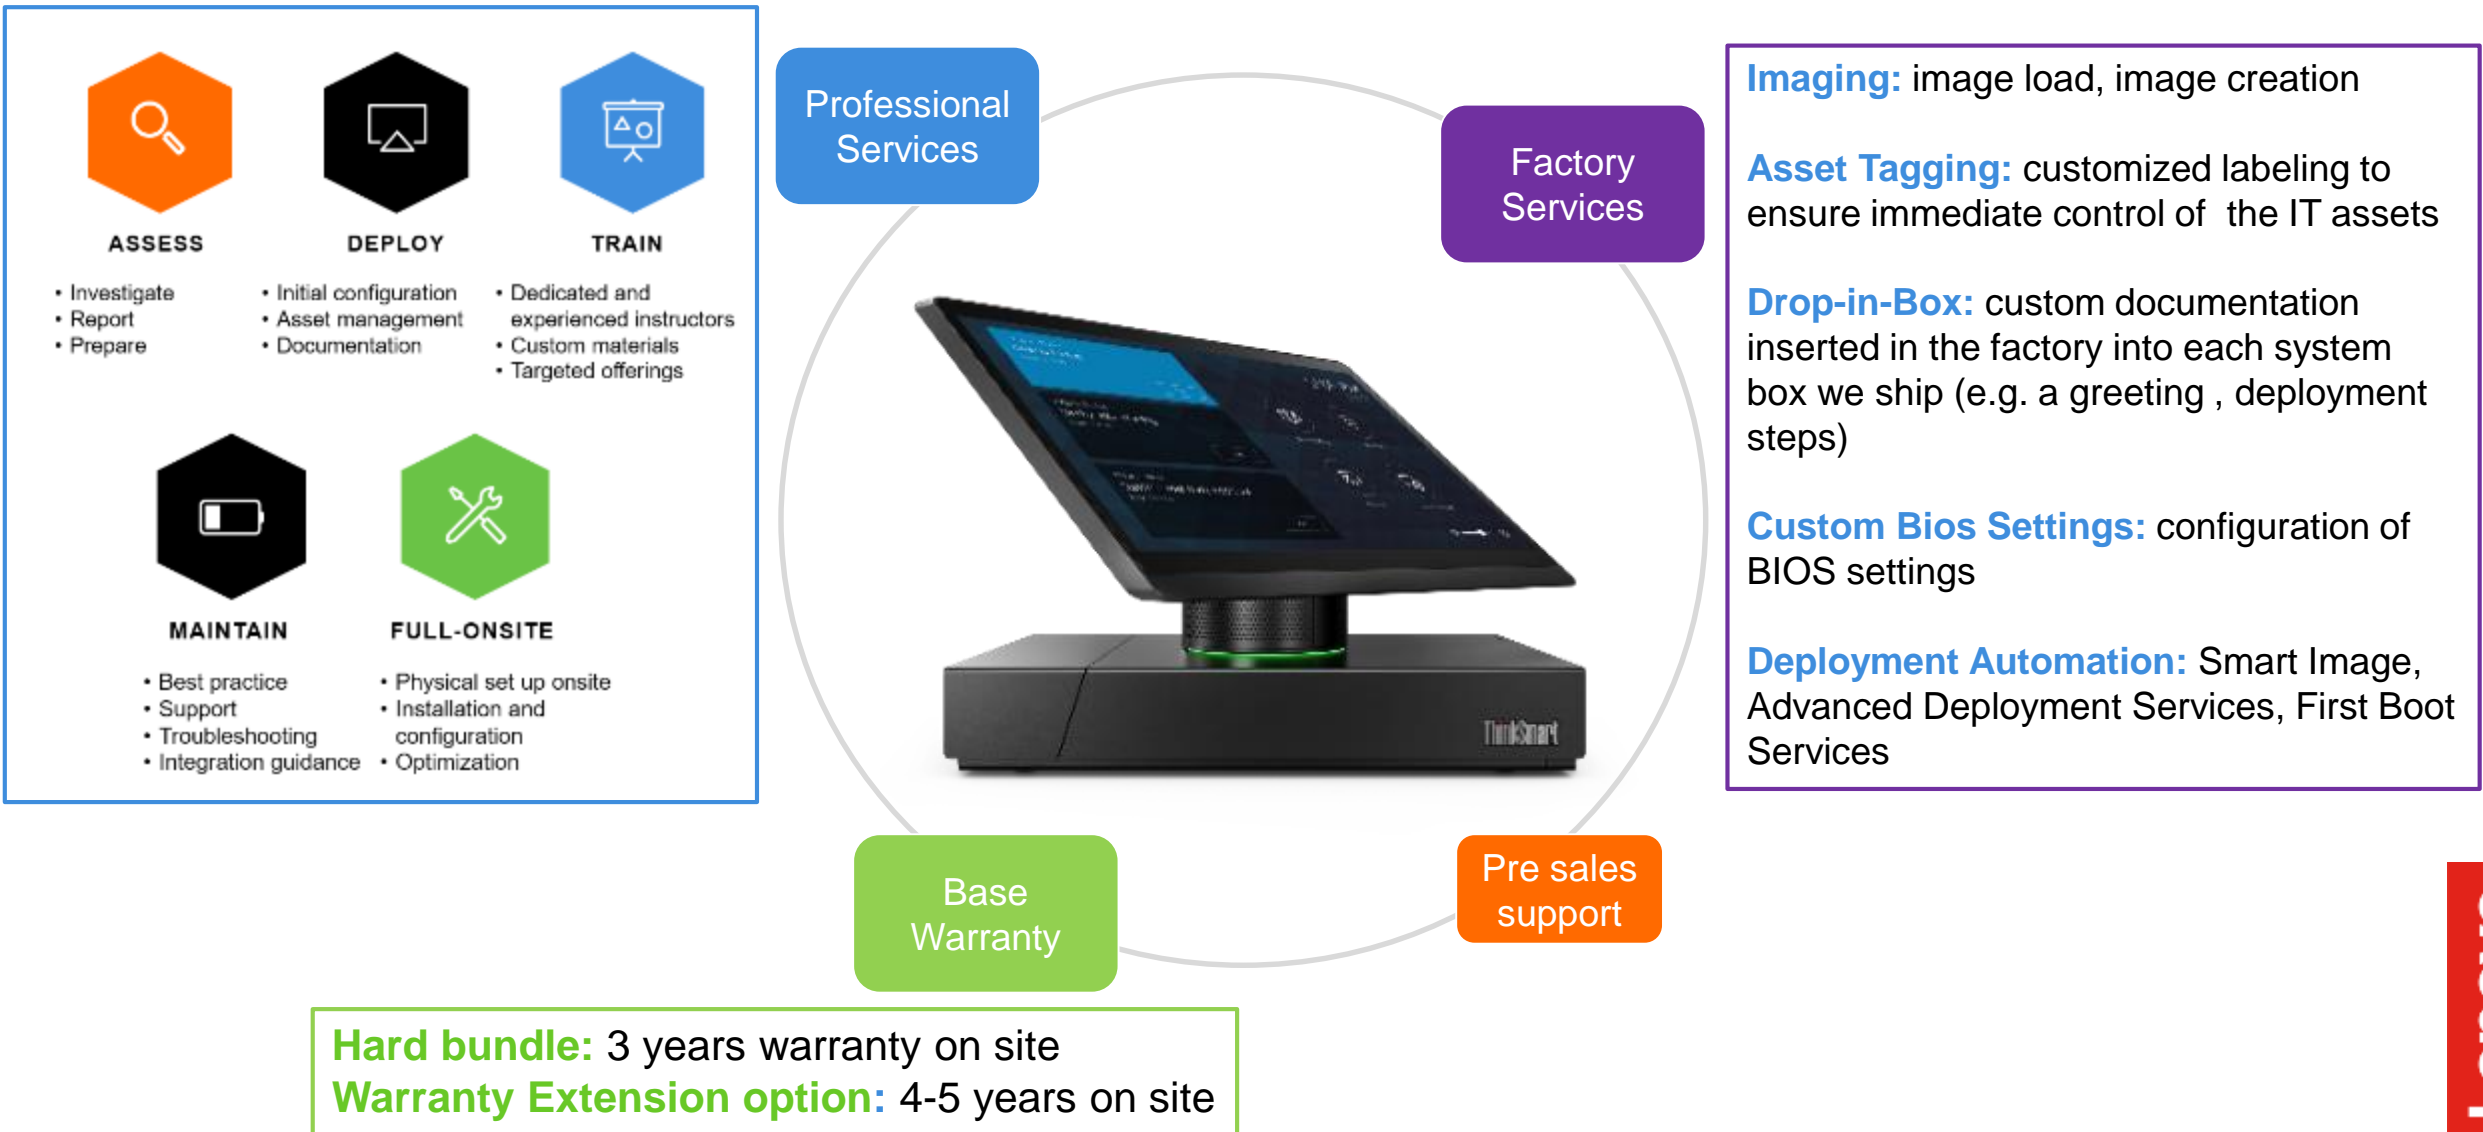 ASSESS
• Investigate
• Report
• Prepare
DEPLOY
• Initial configuration
• Asset management
• Documentation
TRAIN
• Dedicated and
experienced instructors
• Custom materials
• Targeted offerings
MAINTAIN
• Best practice
• Support
• Troubleshooting
• Integration guidance
FULL-ONSITE
• Physical set up onsite
• Installation and
configuration
• Optimization
Professional
Services
Factory
Services
Imaging: image load, image creation
Asset Tagging: customized labeling to
ensure immediate control of  the IT assets
Drop-in-Box: custom documentation
inserted in the factory into each system
box we ship (e.g. a greeting , deployment
steps)
Custom Bios Settings: configuration of
BIOS settings
Deployment Automation: Smart Image,
Advanced Deployment Services, First Boot
Services
ThinkSmart
Base
Warranty
Pre sales
support
Hard bundle: 3 years warranty on site
Warranty Extension option: 4-5 years on site